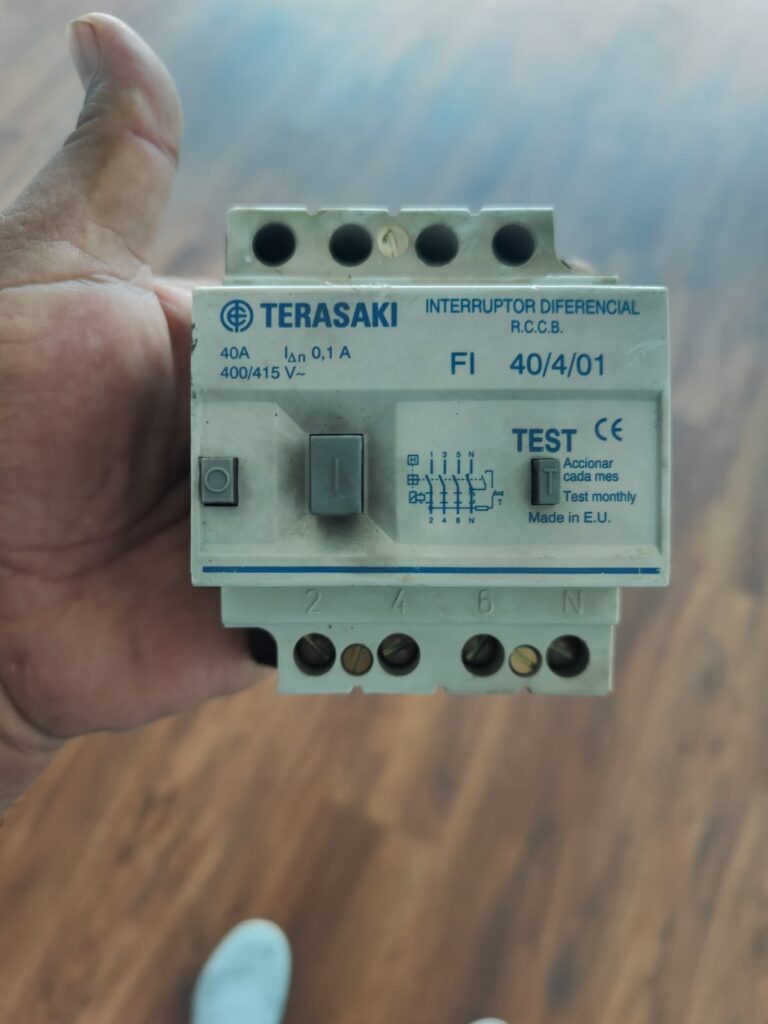 TERASAKI
INTERRUPTOR DIFERENCIAL
R.C.C.B.
40A IΔn 0,1 A
400/415 V~
FI 40/4/01
TEST CE
Accionar
cada mes
Test monthly
Made in E.U.
O
I
T
H
1 3 5 N
T
2 4 6 N
2 4 6 N